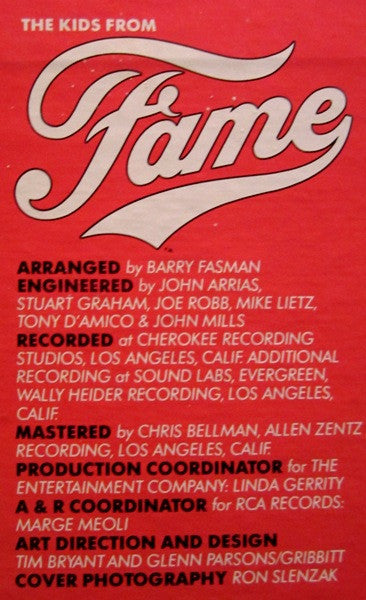 THE KIDS FROM
Fame
TM
ARRANGED by BARRY FASMAN
ENGINEERED by JOHN ARRIAS,
STUART GRAHAM, JOE ROBB, MIKE LIETZ,
TONY D'AMICO & JOHN MILLS
RECORDED at CHEROKEE RECORDING
STUDIOS, LOS ANGELES, CALIF. ADDITIONAL
RECORDING at SOUND LABS, EVERGREEN,
WALLY HEIDER RECORDING, LOS ANGELES,
CALIF.
MASTERED by CHRIS BELLMAN, ALLEN ZENTZ
RECORDING, LOS ANGELES, CALIF.
PRODUCTION COORDINATOR for THE
ENTERTAINMENT COMPANY: LINDA GERRITY
A & R COORDINATOR for RCA RECORDS:
MARGE MEOLI
ART DIRECTION AND DESIGN
TIM BRYANT AND GLENN PARSONS/GRIBBITT
COVER PHOTOGRAPHY RON SLENZAK